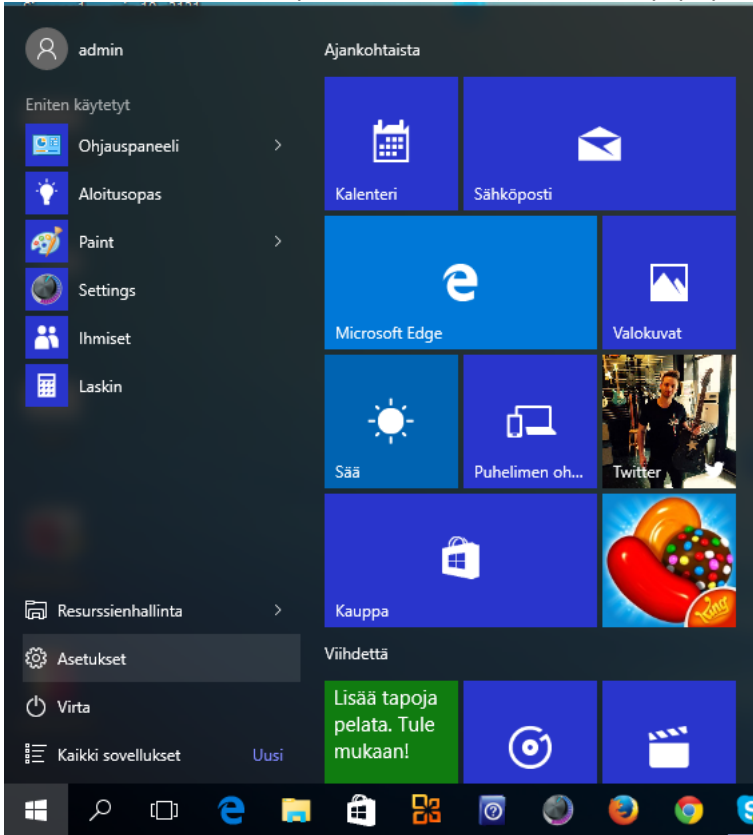 admin
Eniten käytetyt
Ohjauspaneeli
Aloitusopas
Paint
Settings
Ihmiset
Laskin
Resurssienhallinta
Asetukset
Virta
Kaikki sovellukset Uusi
Ajankohtaista
Kalenteri
Sähköposti
Microsoft Edge
Valokuvat
Sää
Puhelimen oh...
Twitter
Kauppa
King
Viihdettä
Lisää tapoja
pelata. Tule
mukaan!